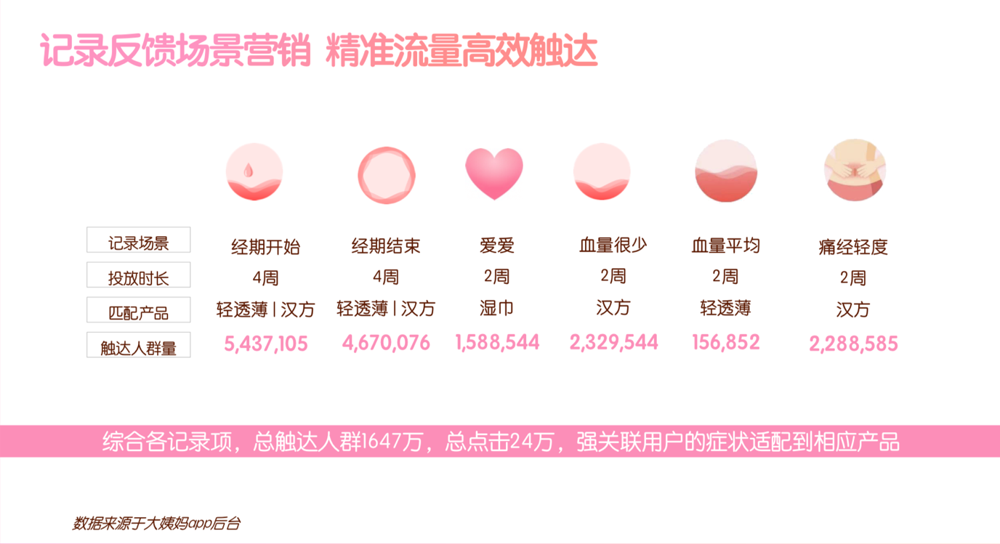 记录反馈场景营销 精准流量高效触达
记录场景 经期开始 经期结束 爱爱 血量很少 血量平均 痛经轻度
投放时长 4周 4周 2周 2周 2周 2周
匹配产品 轻透薄|汉方 轻透薄|汉方 湿巾 汉方 轻透薄 汉方
触达人群量 5,437,105 4,670,076 1,588,544 2,329,544 156,852 2,288,585
综合各记录项，总触达人群1647万，总点击24万，强关联用户的症状适配到相应产品
数据来源于大姨妈app后台